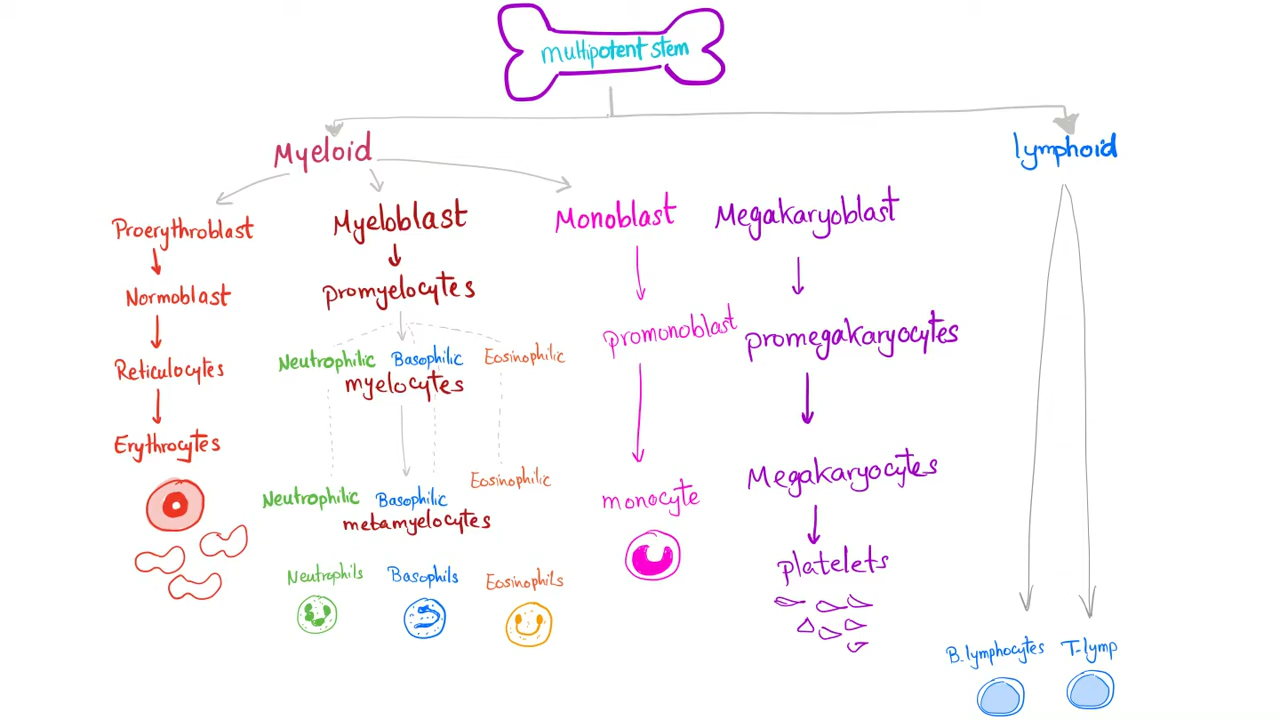 multipotent stem
Myeloid
lymphoid
Proerythroblast
Normoblast
Reticulocytes
Erythrocytes
Myeloblast
promyelocytes
Neutrophilic Basophilic Eosinophilic
myelocytes
Neutrophilic Basophilic Eosinophilic
metamyelocytes
Neutrophils Basophils Eosinophils
Monoblast
promonoblast
monocyte
Megakaryoblast
promegakaryocytes
Megakaryocytes
platelets
B.lymphocytes
T-lymp